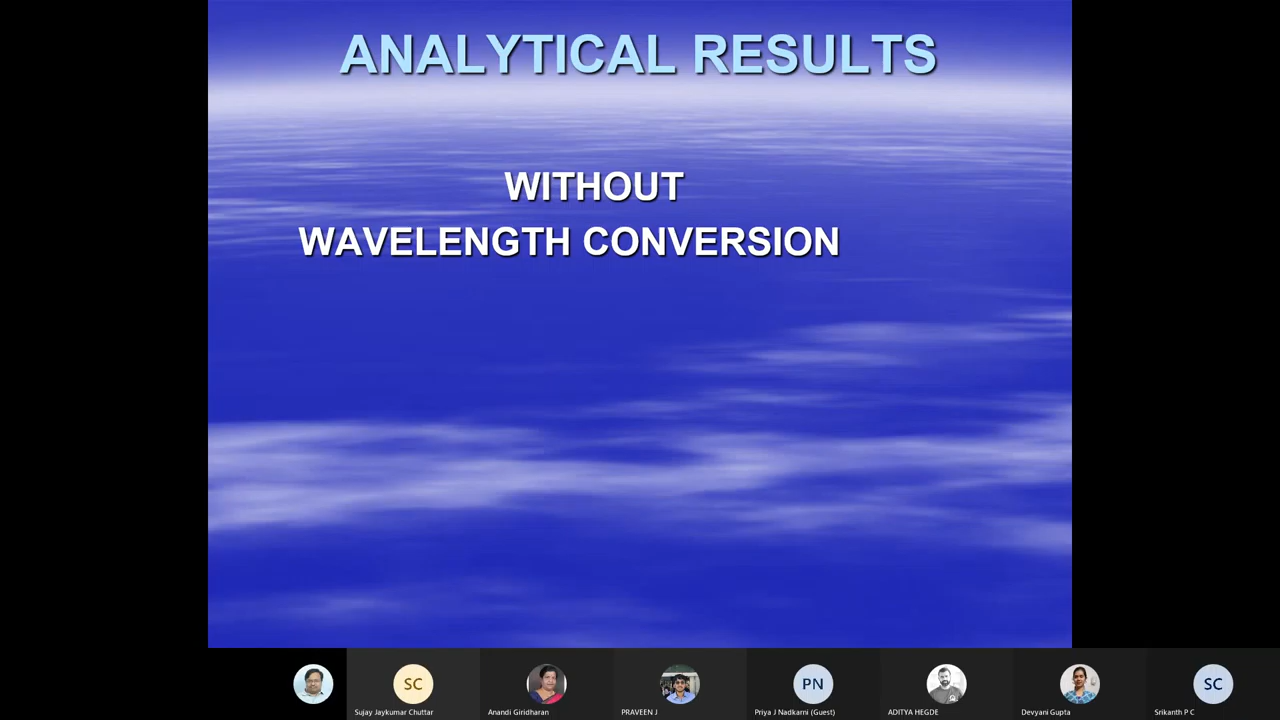 ANALYTICAL RESULTS
WITHOUT
WAVELENGTH CONVERSION
SC
PN
SC
Sujay Jaykumar Chuttar
Anandi Giridharan
PRAVEEN J
Priya J Nadkarni (Guest)
ADITYA HEGDE
Devyani Gupta
Srikanth P C